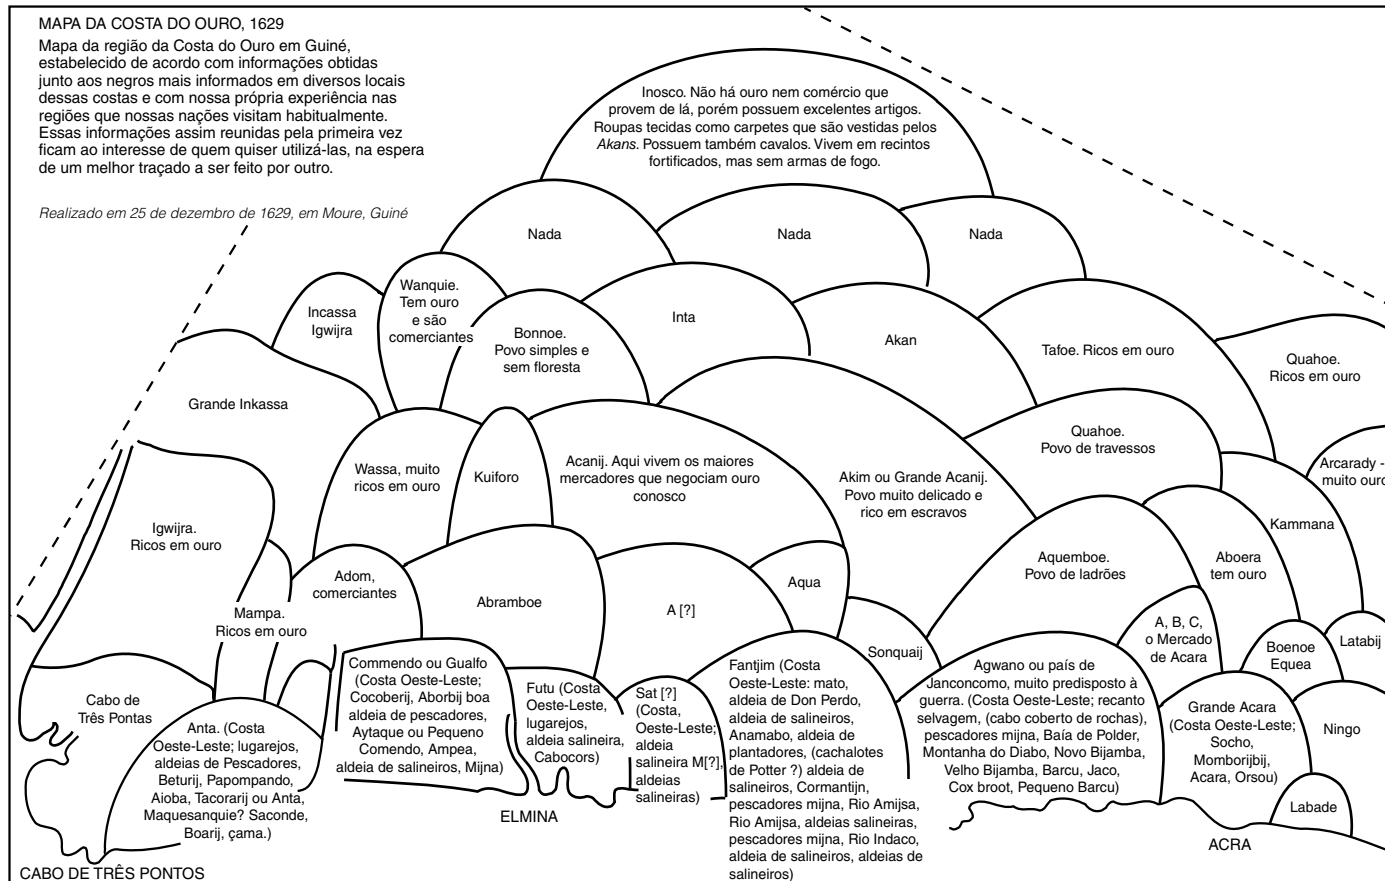 MAPA DA COSTA DO OURO, 1629
Mapa da região da Costa do Ouro em Guiné,
estabelecido de acordo com informações obtidas
junto aos negros mais informados em diversos locais
dessas costas e com nossa própria experiência nas
regiões que nossas nações visitam habitualmente.
Essas informações assim reunidas pela primeira vez
ficam ao interesse de quem quiser utilizá-las, na espera
de um melhor traçado a ser feito por outro.
Realizado em 25 de dezembro de 1629, em Moure, Guiné
Inosco. Não há ouro nem comércio que
provem de lá, porém possuem excelentes artigos.
Roupas tecidas como carpetes que são vestidas pelos
Akans. Possuem também cavalos. Vivem em recintos
fortificados, mas sem armas de fogo.
Nada
Nada
Nada
Incassa
Igwijra
Wanquie.
Tem ouro
e são
comerciantes
Bonnoe.
Povo simples e
sem floresta
Inta
Akan
Tafoe. Ricos em ouro
Quahoe.
Ricos em ouro
Grande Inkassa
Wassa, muito
ricos em ouro
Kuiforo
Acanij. Aqui vivem os maiores
mercadores que negociam ouro
conosco
Akim ou Grande Acanij.
Povo muito delicado e
rico em escravos
Quahoe.
Povo de travessos
Arcarady -
muito ouro
Kammana
Igwijra.
Ricos em ouro
Mampa.
Ricos em ouro
Adom,
comerciantes
Abramboe
A [?]
Aqua
Sonquaij
Aquemboe.
Povo de ladrões
Aboera
tem ouro
A, B, C,
o Mercado
de Acara
Boenoe
Equea
Latabij
Cabo de
Três Pontas
Anta. (Costa
Oeste-Leste; lugarejos,
aldeias de Pescadores,
Beturij, Papompando,
Aioba, Tacorarij ou Anta,
Maquesanquie? Saconde,
Boarij, çama.)
Commendo ou Gualfo
(Costa Oeste-Leste;
Cocoberij, Aborbij boa
aldeia de pescadores,
Aytaque ou Pequeno
Comendo, Ampea,
aldeia de salineiros, Mijna)
Futu (Costa
Oeste-Leste,
lugarejos,
aldeia salineira,
Cabocors)
Sat [?]
(Costa,
Oeste-Leste;
aldeia
salineira M[?],
aldeias
salineiras)
Fantjim (Costa
Oeste-Leste: mato,
aldeia de Don Perdo,
aldeia de salineiros,
Anamabo, aldeia de
plantadores, (cachalotes
de Potter ?) aldeia de
salineiros, Cormantijn,
pescadores mijna, Rio Amijsa,
Rio Amijsa, aldeias salineiras,
pescadores mijna, Rio Indaco,
aldeia de salineiros, aldeias de
salineiros)
Agwano ou país de
Janconcomo, muito predisposto à
guerra. (Costa Oeste-Leste; recanto
selvagem, (cabo coberto de rochas),
pescadores mijna, Baía de Polder,
Montanha do Diabo, Novo Bijamba,
Velho Bijamba, Barcu, Jaco,
Cox broot, Pequeno Barcu)
Grande Acara
(Costa Oeste-Leste;
Socho,
Momborijbij,
Acara, Orsou)
Ningo
Labade
ELMINA
ACRA
CABO DE TRÊS PONTOS